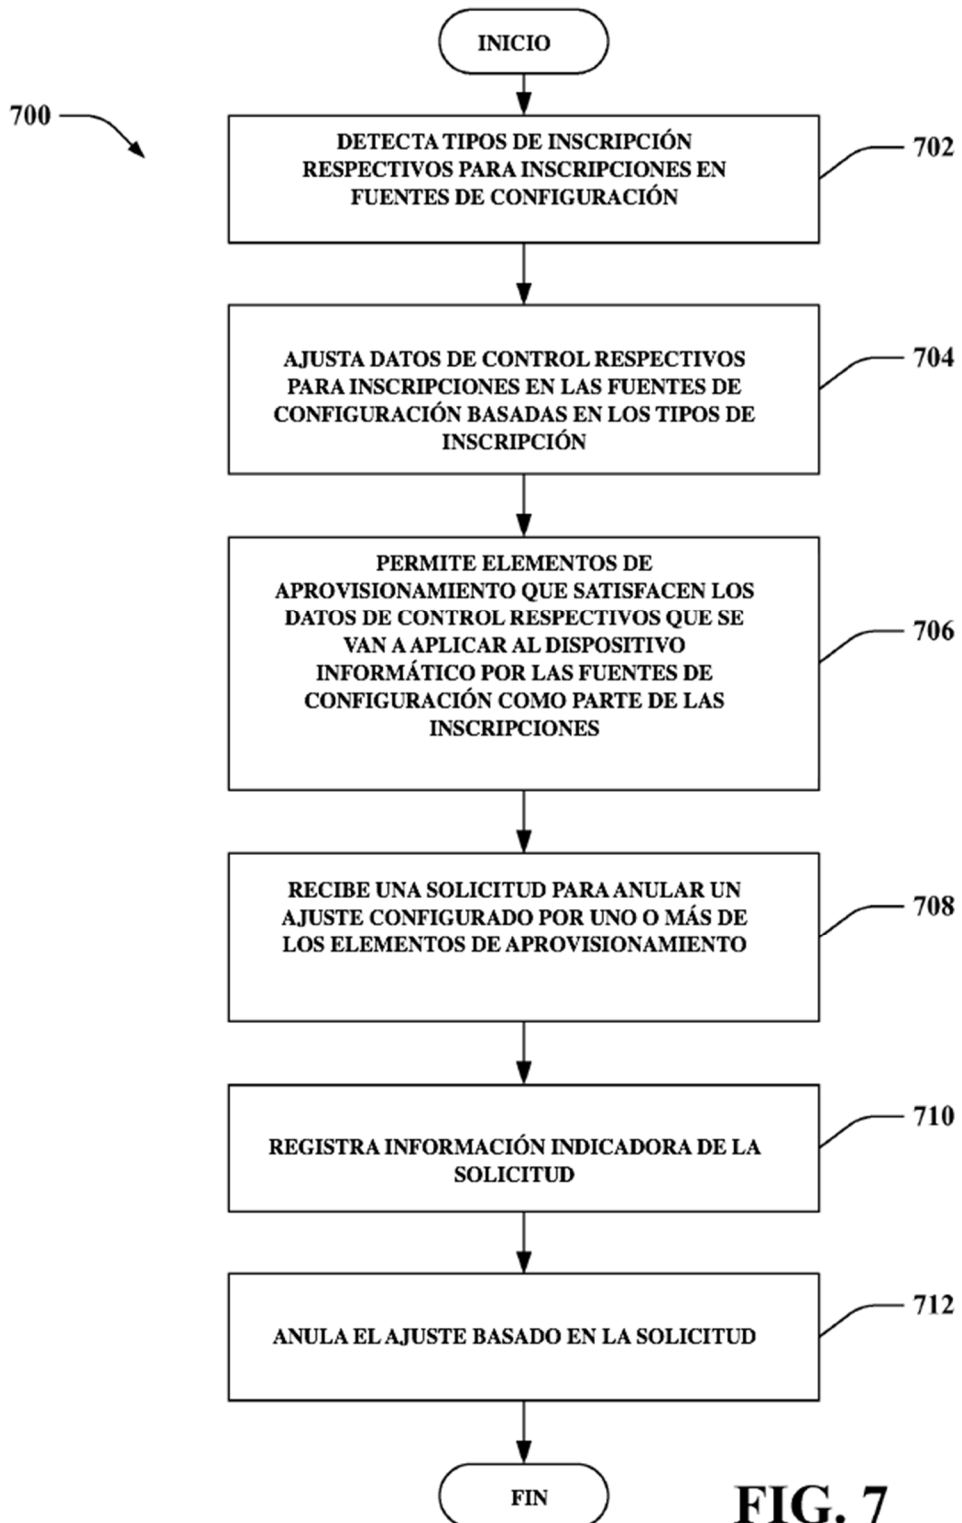 INICIO
700
DETECTA TIPOS DE INSCRIPCIÓN
RESPECTIVOS PARA INSCRIPCIONES EN
FUENTES DE CONFIGURACIÓN
702
AJUSTA DATOS DE CONTROL RESPECTIVOS
PARA INSCRIPCIONES EN LAS FUENTES DE
CONFIGURACIÓN BASADAS EN LOS TIPOS DE
INSCRIPCIÓN
704
PERMITE ELEMENTOS DE
APROVISIONAMIENTO QUE SATISFACEN LOS
DATOS DE CONTROL RESPECTIVOS QUE SE
VAN A APLICAR AL DISPOSITIVO
INFORMÁTICO POR LAS FUENTES DE
CONFIGURACIÓN COMO PARTE DE LAS
INSCRIPCIONES
706
RECIBE UNA SOLICITUD PARA ANULAR UN
AJUSTE CONFIGURADO POR UNO O MÁS DE
LOS ELEMENTOS DE APROVISIONAMIENTO
708
REGISTRA INFORMACIÓN INDICADORA DE LA
SOLICITUD
710
ANULA EL AJUSTE BASADO EN LA SOLICITUD
712
FIN
FIG. 7